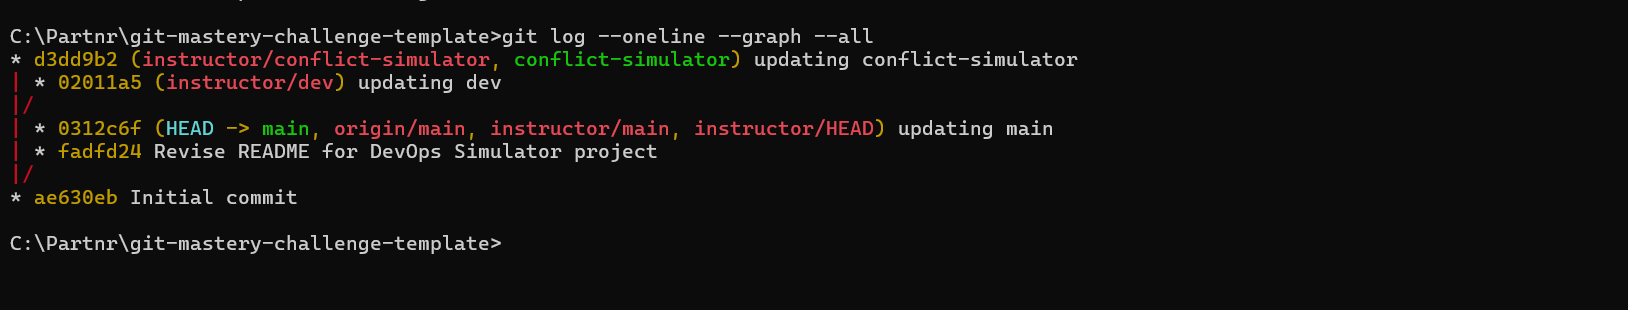 C:\Partnr\git-mastery-challenge-template>git log --oneline --graph --all
* d3dd9b2 (instructor/conflict-simulator, conflict-simulator) updating conflict-simulator
| * 02011a5 (instructor/dev) updating dev
|/
| * 0312c6f (HEAD -> main, origin/main, instructor/main, instructor/HEAD) updating main
| * fadfd24 Revise README for DevOps Simulator project
|/
* ae630eb Initial commit
C:\Partnr\git-mastery-challenge-template>